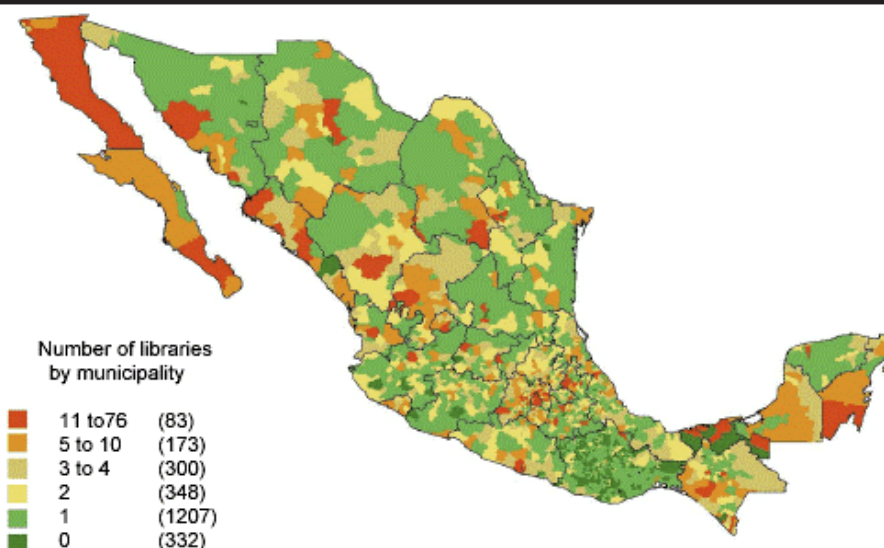 Number of libraries
by municipality
11 to76 (83)
5 to 10 (173)
3 to 4 (300)
2 (348)
1 (1207)
0 (332)